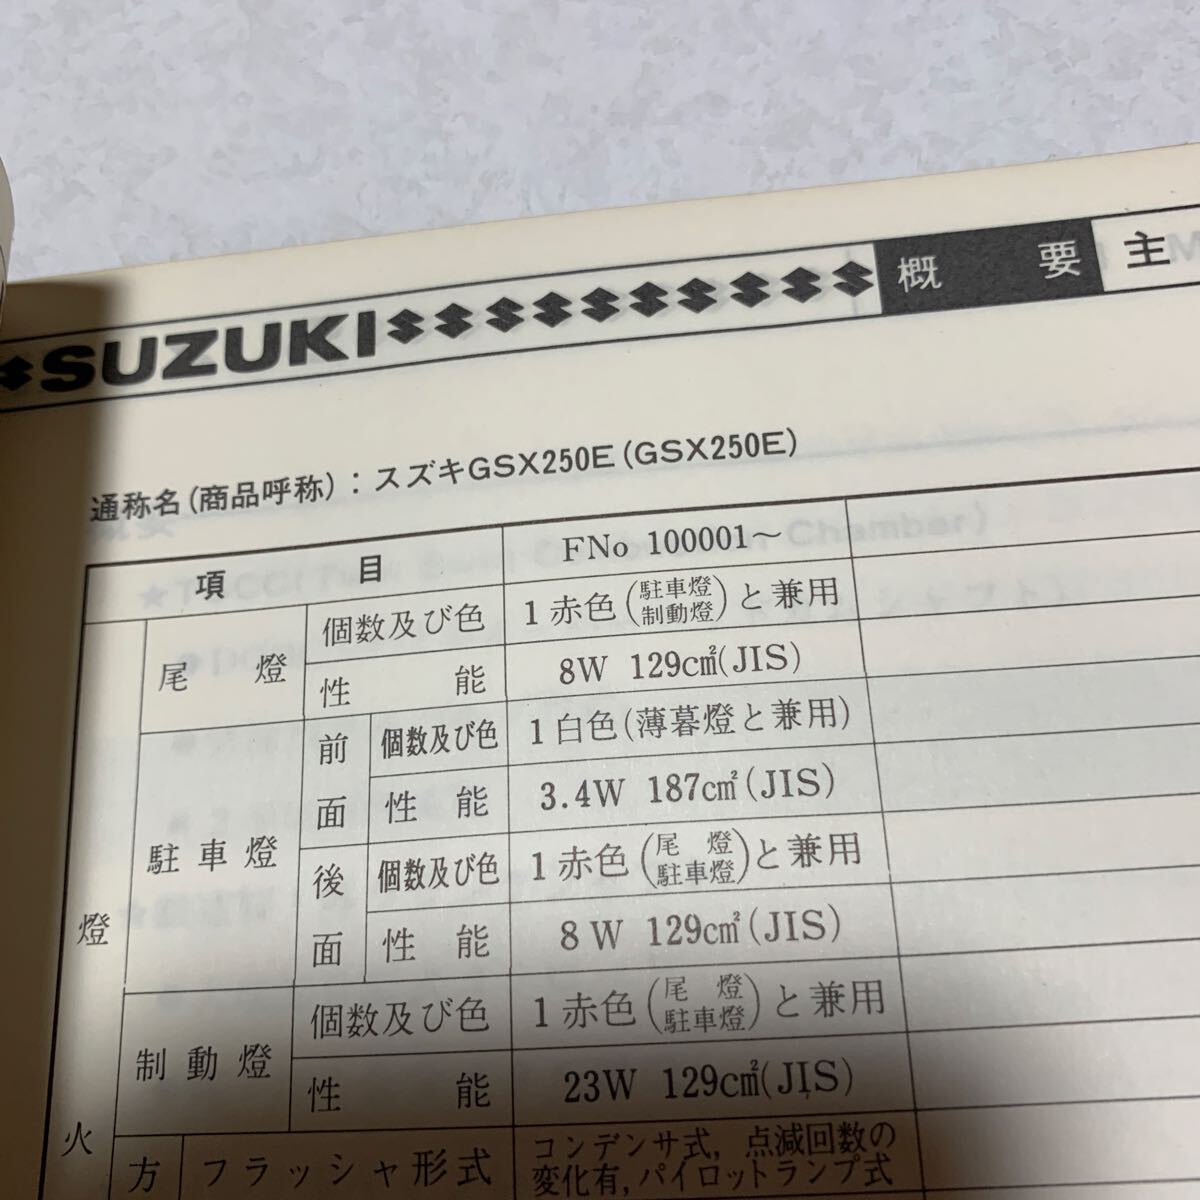 SUZUKI 概要 主
通称名(商品呼称): スズキGSX250E(GSX250E)
項目 FNo 100001～
燈火
尾燈 個数及び色 1赤色(駐車燈 制動燈)と兼用
性能 8W 129c㎡(JIS)
駐車燈 前面 個数及び色 1白色(薄暮燈と兼用)
性能 3.4W 187c㎡(JIS)
後面 個数及び色 1赤色(尾燈 駐車燈)と兼用
性能 8W 129c㎡(JIS)
制動燈 個数及び色 1赤色(尾燈 駐車燈)と兼用
性能 23W 129c㎡(JIS)
方 フラッシャ形式 コンデンサ式,点滅回数の
変化有,パイロットランプ式